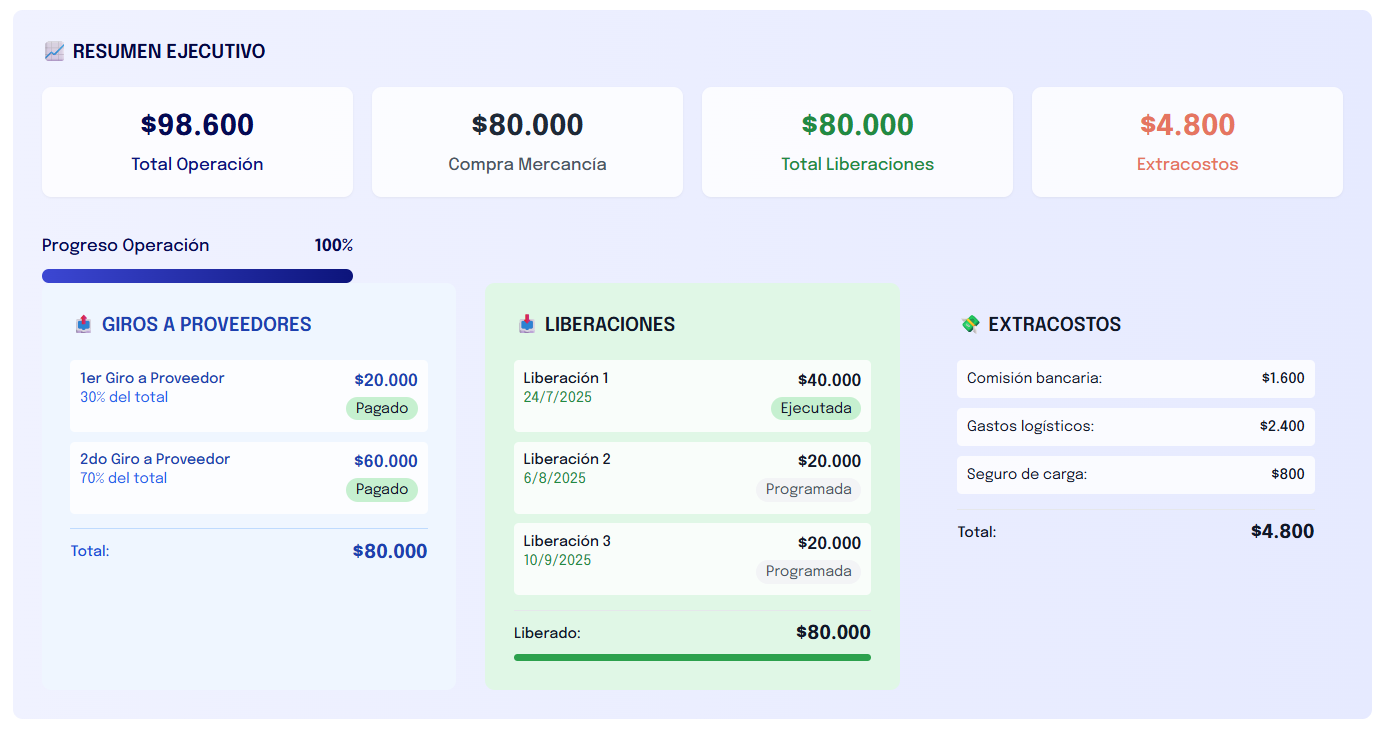 📈 RESUMEN EJECUTIVO
$98.600
Total Operación
$80.000
Compra Mercancía
$80.000
Total Liberaciones
$4.800
Extracostos
Progreso Operación 100%
📤 GIROS A PROVEEDORES
1er Giro a Proveedor $20.000
30% del total Pagado
2do Giro a Proveedor $60.000
70% del total Pagado
Total: $80.000
📥 LIBERACIONES
Liberación 1 $40.000
24/7/2025 Ejecutada
Liberación 2 $20.000
6/8/2025 Programada
Liberación 3 $20.000
10/9/2025 Programada
Liberado: $80.000
💸 EXTRACOSTOS
Comisión bancaria: $1.600
Gastos logísticos: $2.400
Seguro de carga: $800
Total: $4.800